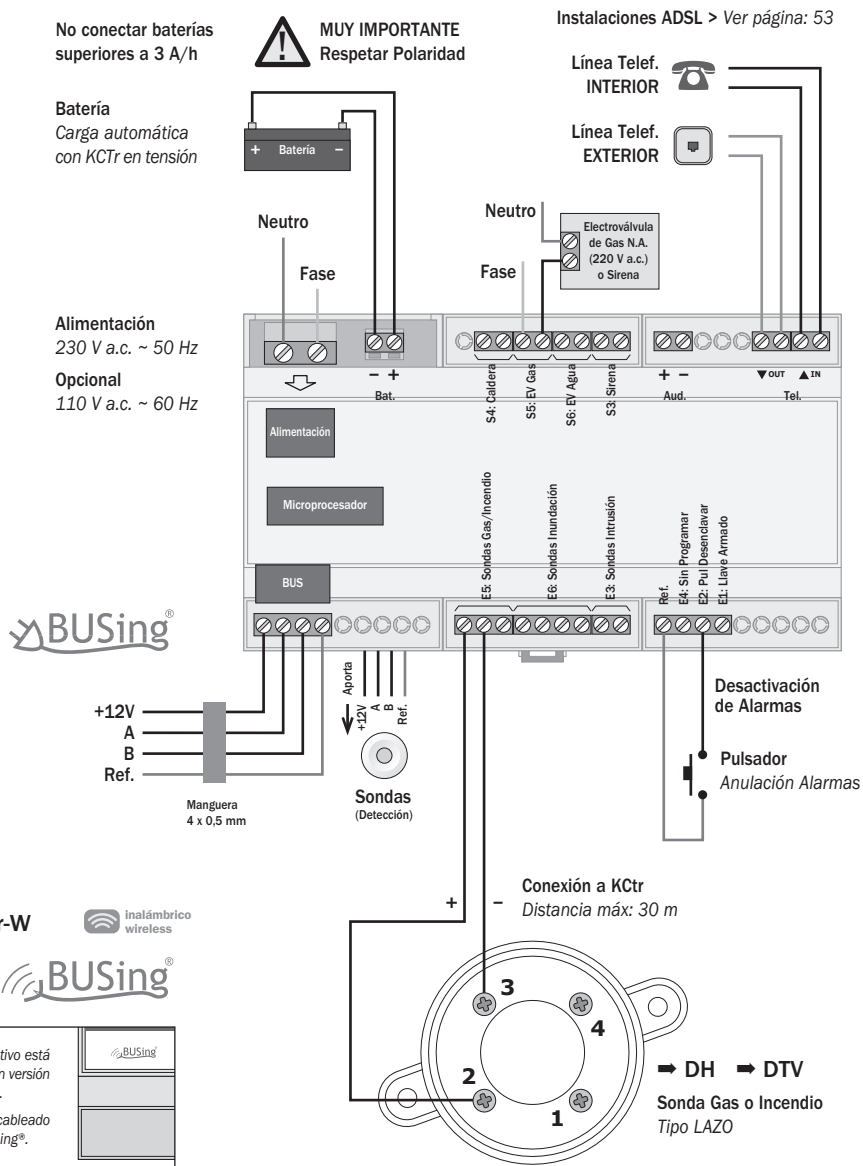 No conectar baterías
superiores a 3 A/h
MUY IMPORTANTE
Respetar Polaridad
Instalaciones ADSL > Ver página: 53
Línea Telef.
INTERIOR
Línea Telef.
EXTERIOR
Batería
Carga automática
con KCTr en tensión
+ Batería −
Neutro
Fase
Neutro
Fase
Electroválvula
de Gas N.A.
(220 V a.c.)
o Sirena
Alimentación
230 V a.c. ~ 50 Hz
Opcional
110 V a.c. ~ 60 Hz
− +
Bat.
S4: Caldera
S5: EV Gas
S6: EV Agua
S3: Sirena
+ −
Aud.
▼OUT ▲IN
Tel.
Alimentación
Microprocesador
BUS
E5: Sondas Gas/Incendio
E6: Sondas Inundación
E3: Sondas Intrusión
Ref.
E4: Sin Programar
E2: Pul Desenclavar
E1: Llave Armado
BUSing®
+12V
A
B
Ref.
Manguera
4 x 0,5 mm
Aporta
+12V
A
B
Ref.
Sondas
(Detección)
Desactivación
de Alarmas
Pulsador
Anulación Alarmas
+ −
Conexión a KCtr
Distancia máx: 30 m
r-W
inalámbrico
wireless
BUSing®
tivo está
n versión
.
cableado
sing®.
BUSing
3
4
2
1
➡ DH ➡ DTV
Sonda Gas o Incendio
Tipo LAZO